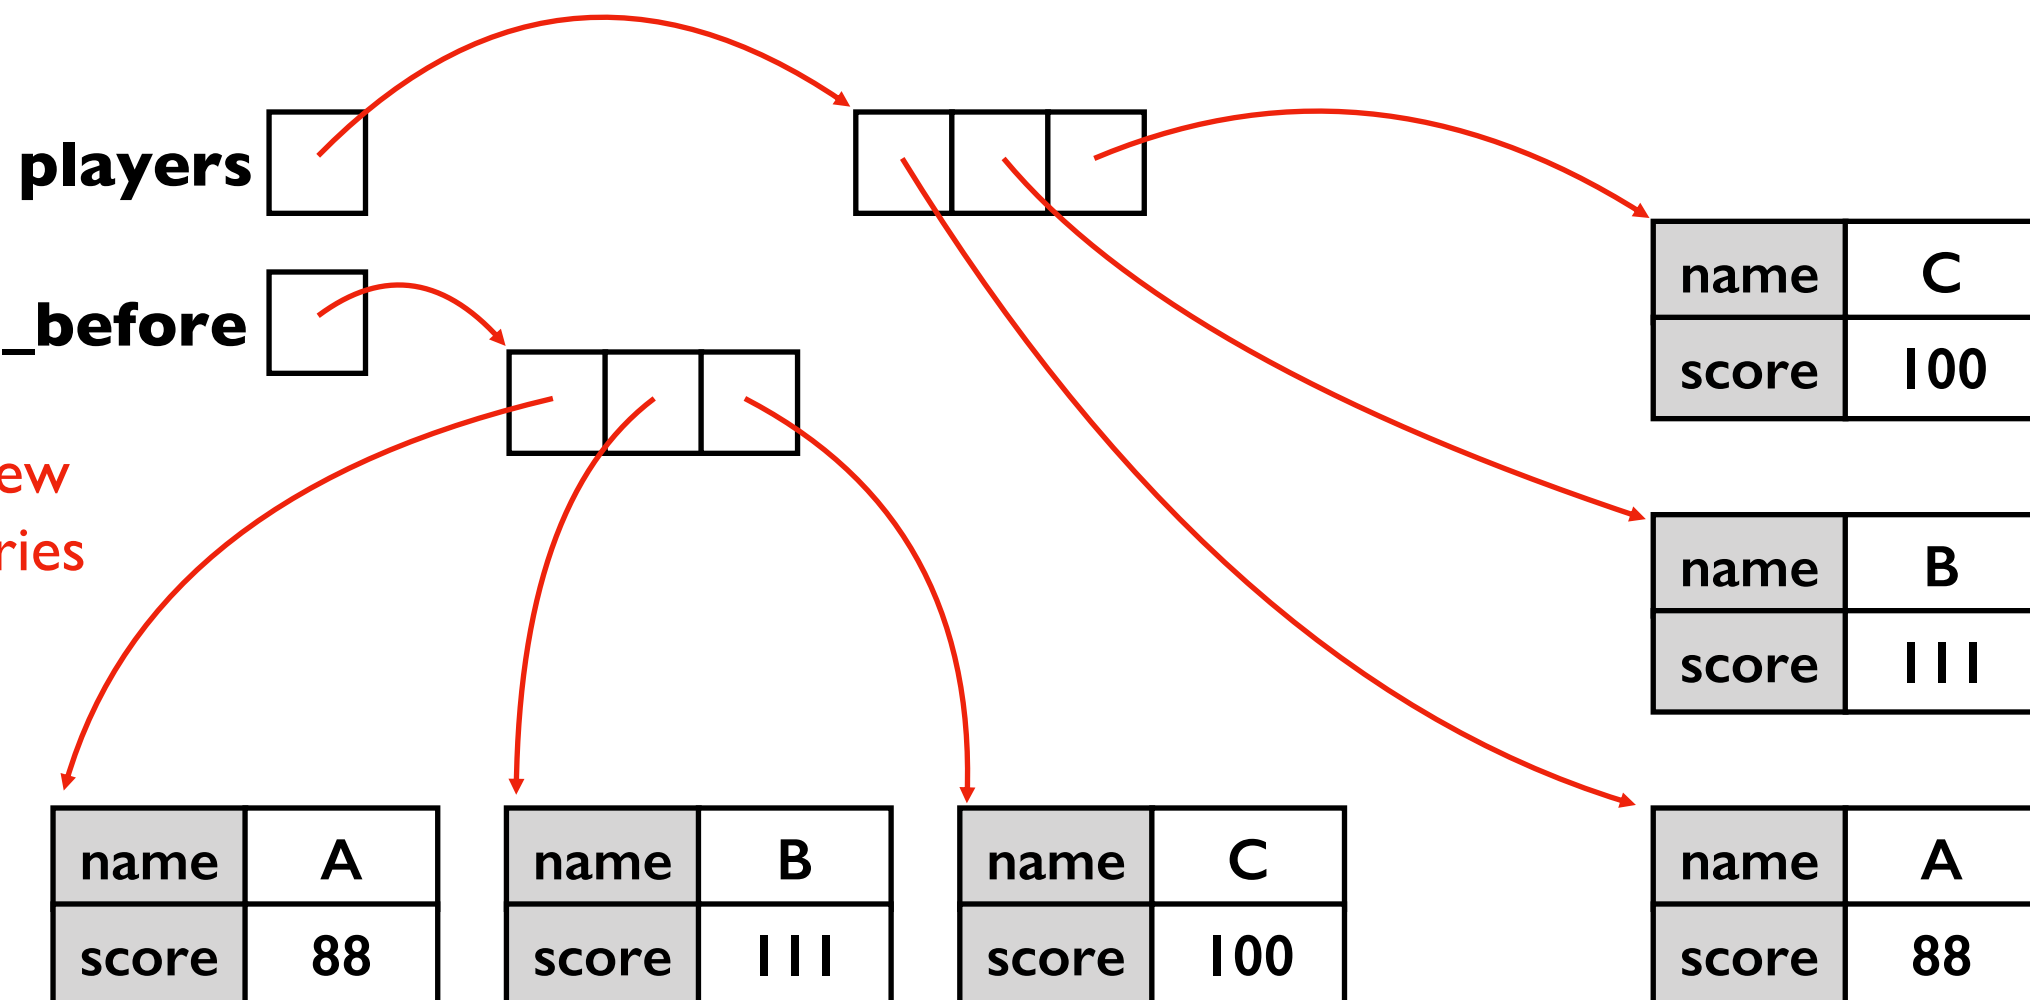 players
_before
ew
ries
name C
score 100
name B
score 111
name A
score 88
name B
score 111
name C
score 100
name A
score 88